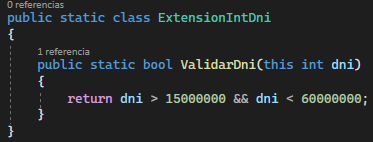 0 referencias
public static class ExtensionIntDni
{
1 referencia
public static bool ValidarDni(this int dni)
{
return dni > 15000000 && dni < 60000000;
}
}